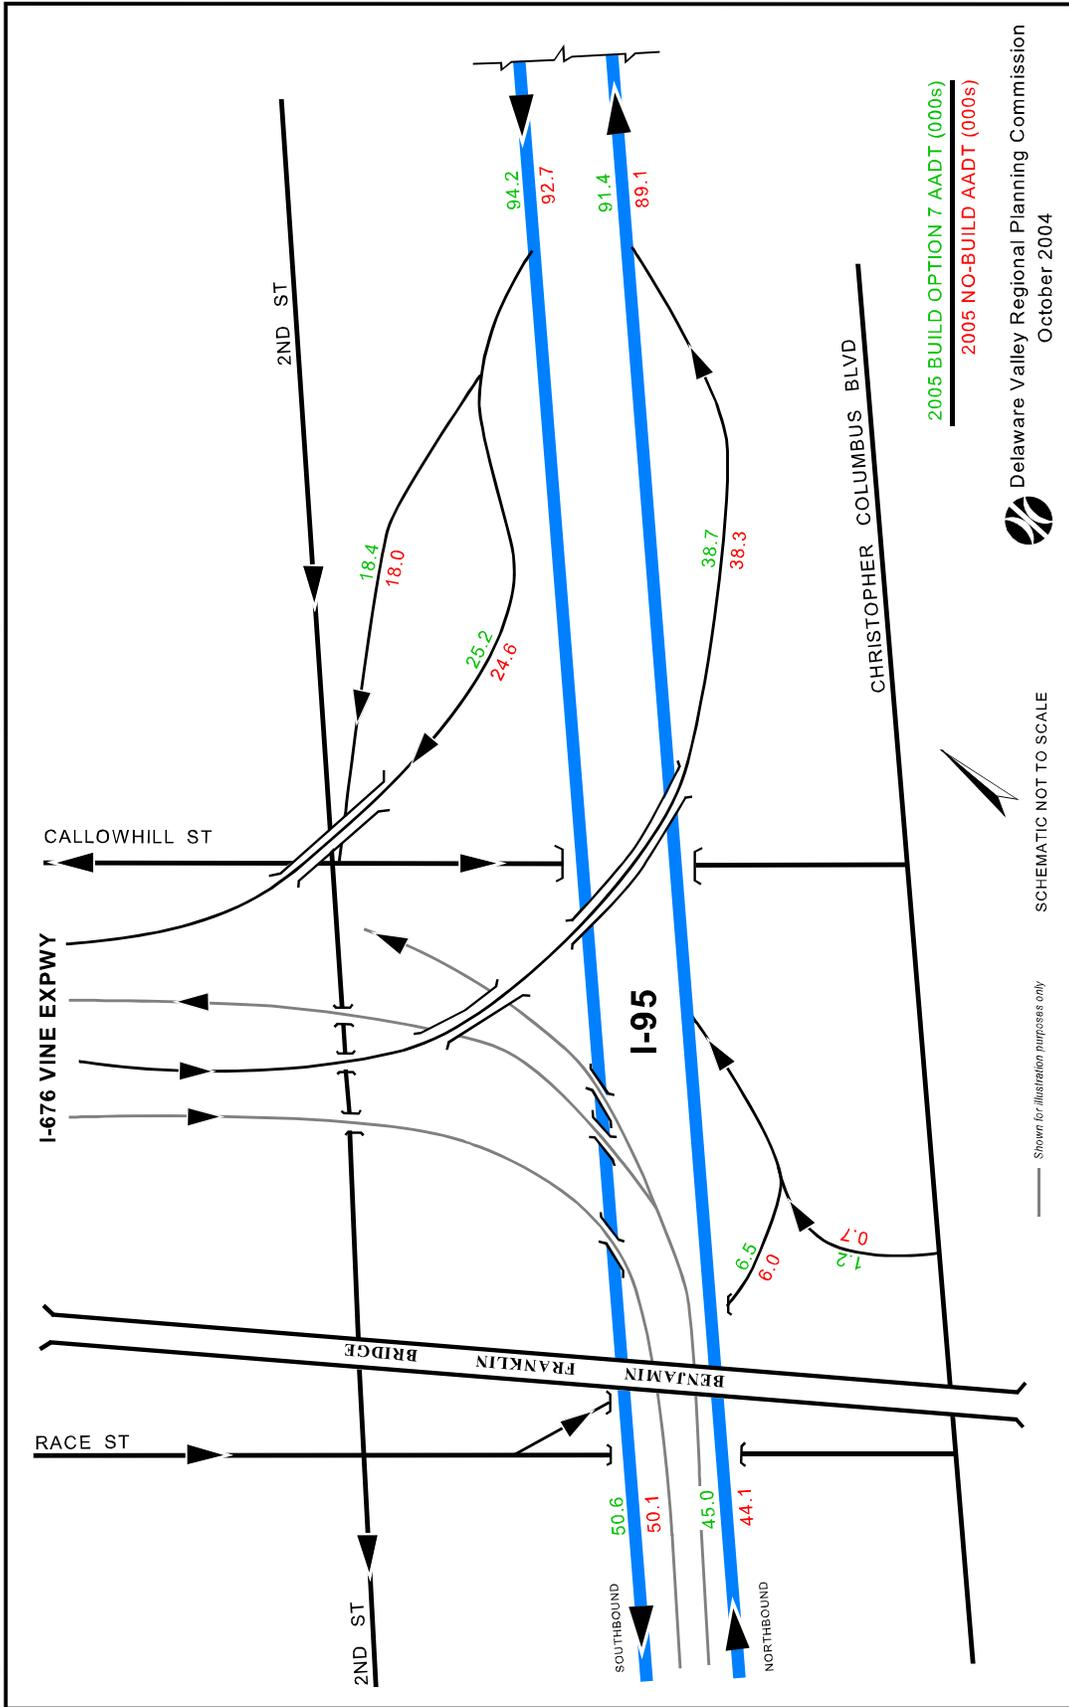 2ND ST
94.2
92.7
91.4
89.1
2005 BUILD OPTION 7 AADT (000s)
2005 NO-BUILD AADT (000s)
Delaware Valley Regional Planning Commission
October 2004
18.4
18.0
25.2
24.6
38.7
38.3
CHRISTOPHER COLUMBUS BLVD
CALLOWHILL ST
I-676 VINE EXPWY
I-95
SCHEMATIC NOT TO SCALE
Shown for illustration purposes only
6.5
6.0
1.2
0.7
BENJAMIN FRANKLIN BRIDGE
RACE ST
50.6
50.1
45.0
44.1
2ND ST
SOUTHBOUND
NORTHBOUND